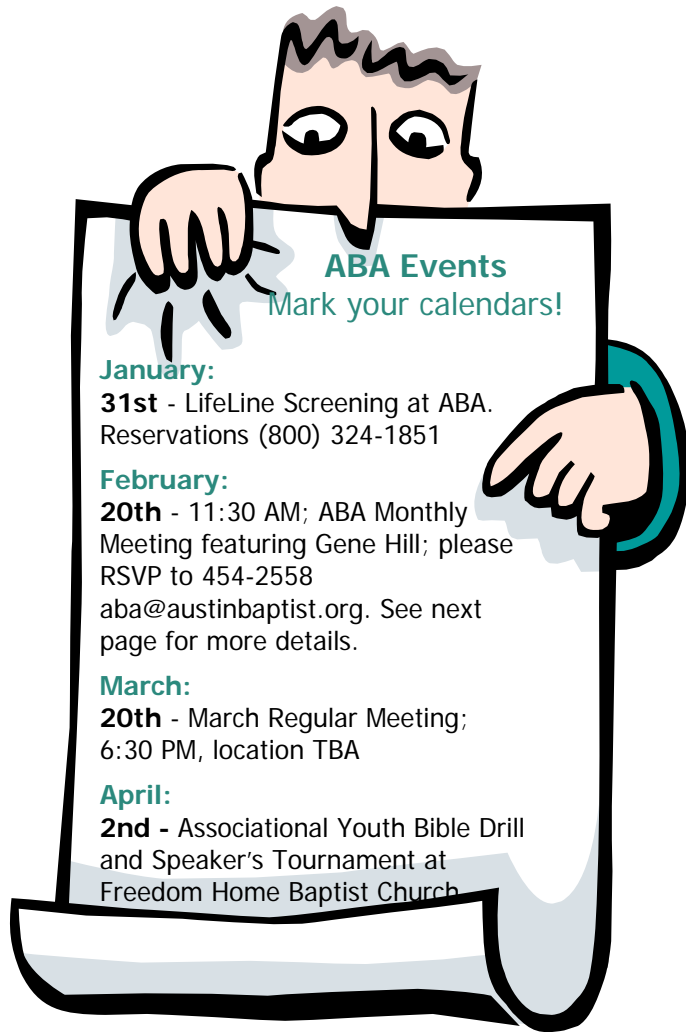 ABA Events
Mark your calendars!
January:
31st - LifeLine Screening at ABA.
Reservations (800) 324-1851
February:
20th - 11:30 AM; ABA Monthly
Meeting featuring Gene Hill; please
RSVP to 454-2558
aba@austinbaptist.org. See next
page for more details.
March:
20th - March Regular Meeting;
6:30 PM, location TBA
April:
2nd - Associational Youth Bible Drill
and Speaker's Tournament at
Freedom Home Baptist Church